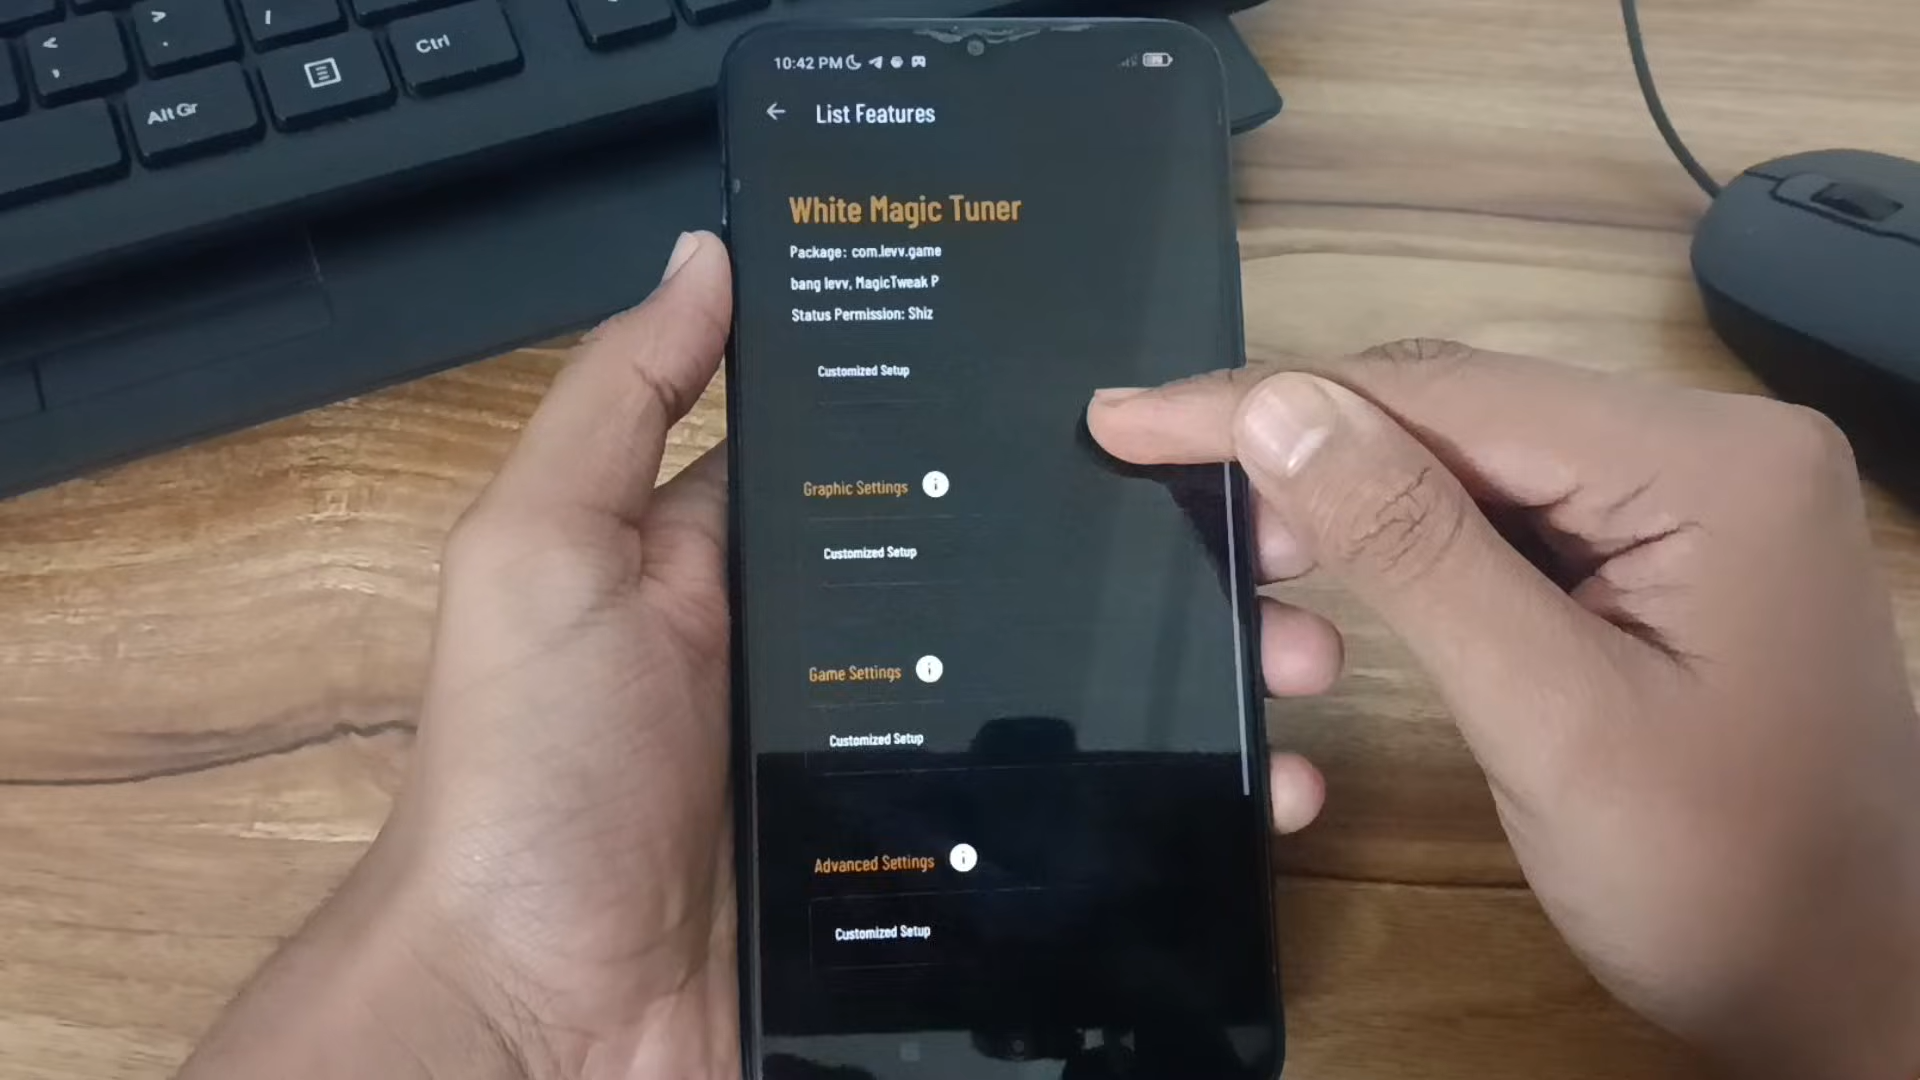 <
,
>
.
/
Ctrl
Alt Gr
10:42 PM
List Features
White Magic Tuner
Package: com.levv.game
bang levv, MagicTweak P
Status Permission: Shiz
Customized Setup
Graphic Settings
Customized Setup
Game Settings
Customized Setup
Advanced Settings
Customized Setup